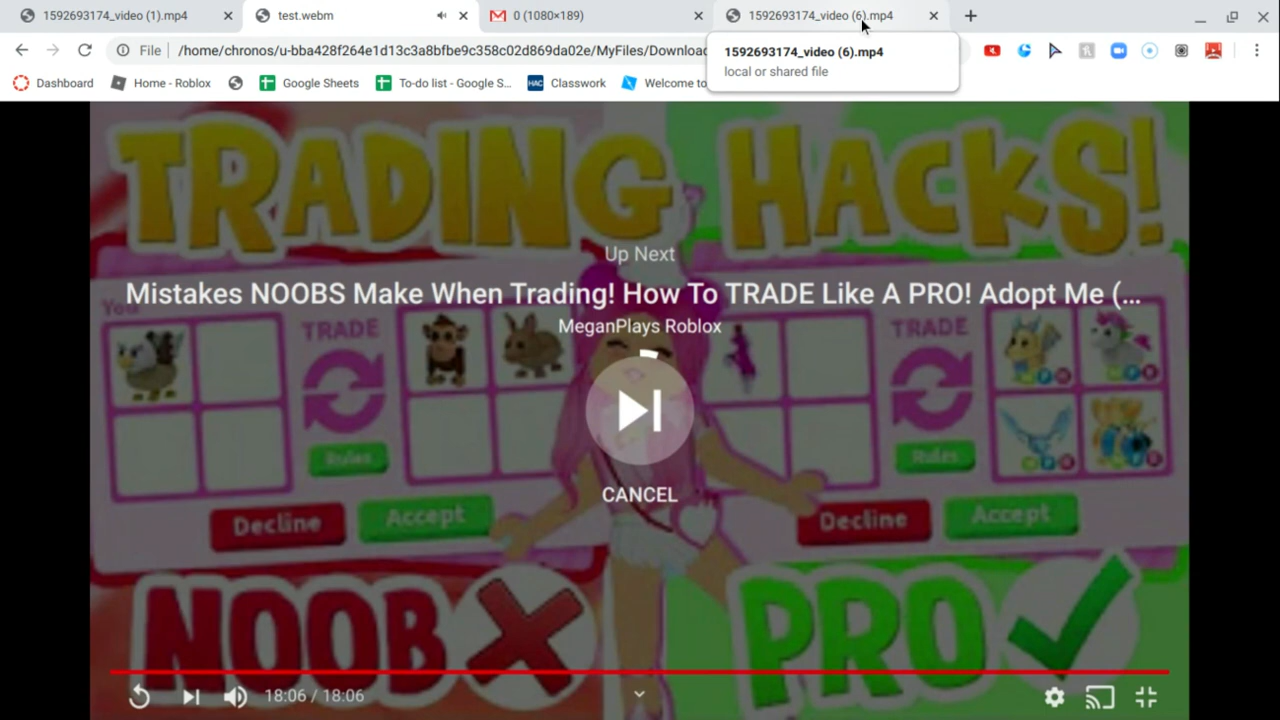 1592693174_video (1).mp4
test.webm
0 (1080×189)
1592693174_video (6).mp4
File
/home/chronos/u-bba428f264e1d13c3a8bfbe9c358c02d869da02e/MyFiles/Downloac
1592693174_video (6).mp4
local or shared file
Dashboard
Home - Roblox
Google Sheets
To-do list - Google S...
HAC
Classwork
Welcome to
TRADING HACKS!
Up Next
Mistakes NOOBS Make When Trading! How To TRADE Like A PRO! Adopt Me (...
MeganPlays Roblox
You
TRADE
TRADE
Rules
Rules
CANCEL
Decline
Accept
Decline
Accept
NOOB
PRO
18:06 / 18:06